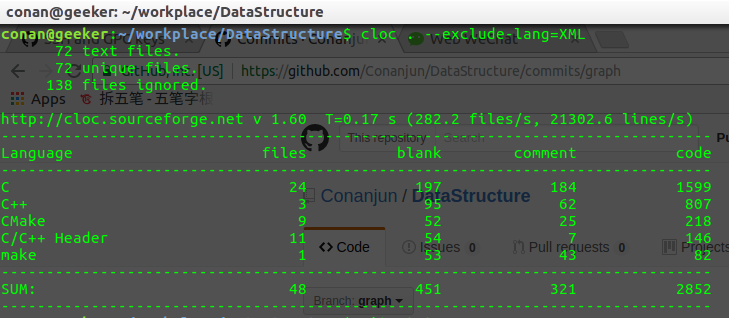 conan@geeker: ~/workplace/DataStructure
conan@geeker:~/workplace/DataStructure$ cloc . --exclude-lang=XML
Commits · Conanj
Web WeChat
72 text files.
72 unique files.
[US] https://github.com/Conanjun/DataStructure/commits/graph
138 files ignored.
Apps 拆五笔 - 五笔字根
http://cloc.sourceforge.net v 1.60 T=0.17 s (282.2 files/s, 21302.6 lines/s)
This repository Search Pu
-------------------------------------------------------------------------------
Language files blank comment code
-------------------------------------------------------------------------------
C 24 197 184 1599
Conanjun / DataStructure
C++ 3 95 62 807
CMake 9 52 25 218
C/C++ Header 11 54 7 146
Code Issues 0 Pull requests 0 Projects
make 1 53 43 82
-------------------------------------------------------------------------------
SUM: 48 451 321 2852
Branch: graph
-------------------------------------------------------------------------------